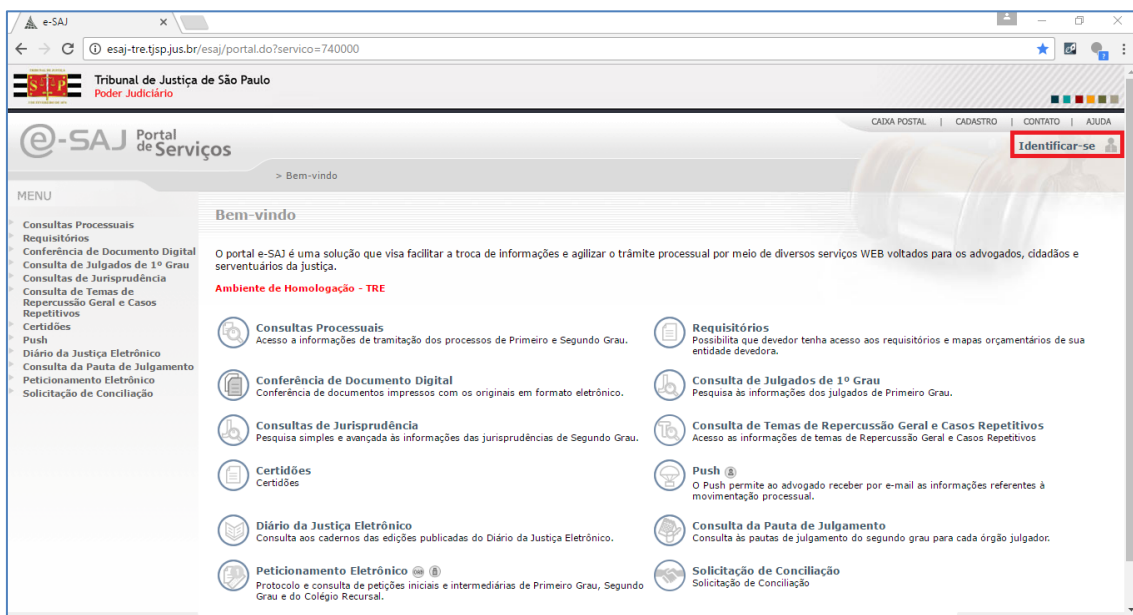 e-SAJ
esaj-tre.tjsp.jus.br/esaj/portal.do?servico=740000
Tribunal de Justiça de São Paulo
Poder Judiciário
CAIXA POSTAL | CADASTRO | CONTATO | AJUDA
e-SAJ Portal de Serviços
Identificar-se
> Bem-vindo
MENU
Consultas Processuais
Requisitórios
Conferência de Documento Digital
Consulta de Julgados de 1º Grau
Consultas de Jurisprudência
Consulta de Temas de
Repercussão Geral e Casos
Repetitivos
Certidões
Push
Diário da Justiça Eletrônico
Consulta da Pauta de Julgamento
Peticionamento Eletrônico
Solicitação de Conciliação
Bem-vindo
O portal e-SAJ é uma solução que visa facilitar a troca de informações e agilizar o trâmite processual por meio de diversos serviços WEB voltados para os advogados, cidadãos e
serventuários da justiça.
Ambiente de Homologação - TRE
Consultas Processuais
Acesso a informações de tramitação dos processos de Primeiro e Segundo Grau.
Requisitórios
Possibilita que devedor tenha acesso aos requisitórios e mapas orçamentários de sua
entidade devedora.
Conferência de Documento Digital
Conferência de documentos impressos com os originais em formato eletrônico.
Consulta de Julgados de 1º Grau
Pesquisa às informações dos julgados de Primeiro Grau.
Consultas de Jurisprudência
Pesquisa simples e avançada às informações das jurisprudências de Segundo Grau.
Consulta de Temas de Repercussão Geral e Casos Repetitivos
Acesso as informações de temas de Repercussão Geral e Casos Repetitivos
Certidões
Certidões
Push
O Push permite ao advogado receber por e-mail as informações referentes à
movimentação processual.
Diário da Justiça Eletrônico
Consulta aos cadernos das edições publicadas do Diário da Justiça Eletrônico.
Consulta da Pauta de Julgamento
Consulta às pautas de julgamento do segundo grau para cada órgão julgador.
Peticionamento Eletrônico
Protocolo e consulta de petições iniciais e intermediárias de Primeiro Grau, Segundo
Grau e do Colégio Recursal.
Solicitação de Conciliação
Solicitação de Conciliação